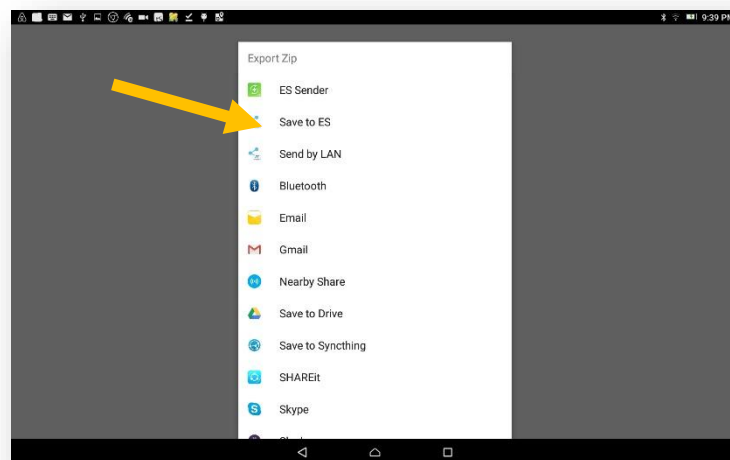 9:39 PM
Export Zip
ES Sender
Save to ES
Send by LAN
Bluetooth
Email
Gmail
Nearby Share
Save to Drive
Save to Syncthing
SHAREit
Skype